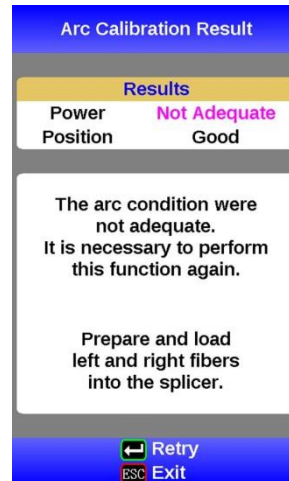 Arc Calibration Result
Results
Power Not Adequate
Position Good
The arc condition were
not adequate.
It is necessary to perform
this function again.
Prepare and load
left and right fibers
into the splicer.
Retry
ESC Exit